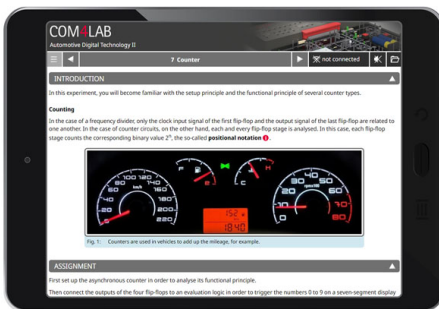 COM4LAB
Automotive Digital Technology II
7 Counter
not connected
INTRODUCTION
In this experiment, you will become familiar with the setup principle and the functional principle of several counter types.
Counting
In the case of a frequency divider, only the clock input signal of the first flip-flop and the output signal of the last flip-flop are related to
one another. In the case of counter circuits, on the other hand, each and every flip-flop stage is analysed. In this case, each flip-flop
stage counts the corresponding binary value 2ⁿ, the so-called positional notation
Fig. 1: Counters are used in vehicles to add up the mileage, for example.
ASSIGNMENT
First set up the asynchronous counter in order to analyse its functional principle.
Then connect the outputs of the four flip-flops to an evaluation logic in order to trigger the numbers 0 to 9 on a seven-segment display